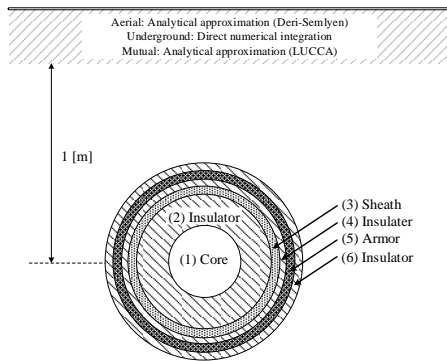 Aerial: Analytical approximation (Deri-Semlyen)
Underground: Direct numerical integration
Mutual: Analytical approximation (LUCCA)
1 [m]
(1) Core
(2) Insulator
(3) Sheath
(4) Insulater
(5) Armor
(6) Insulator